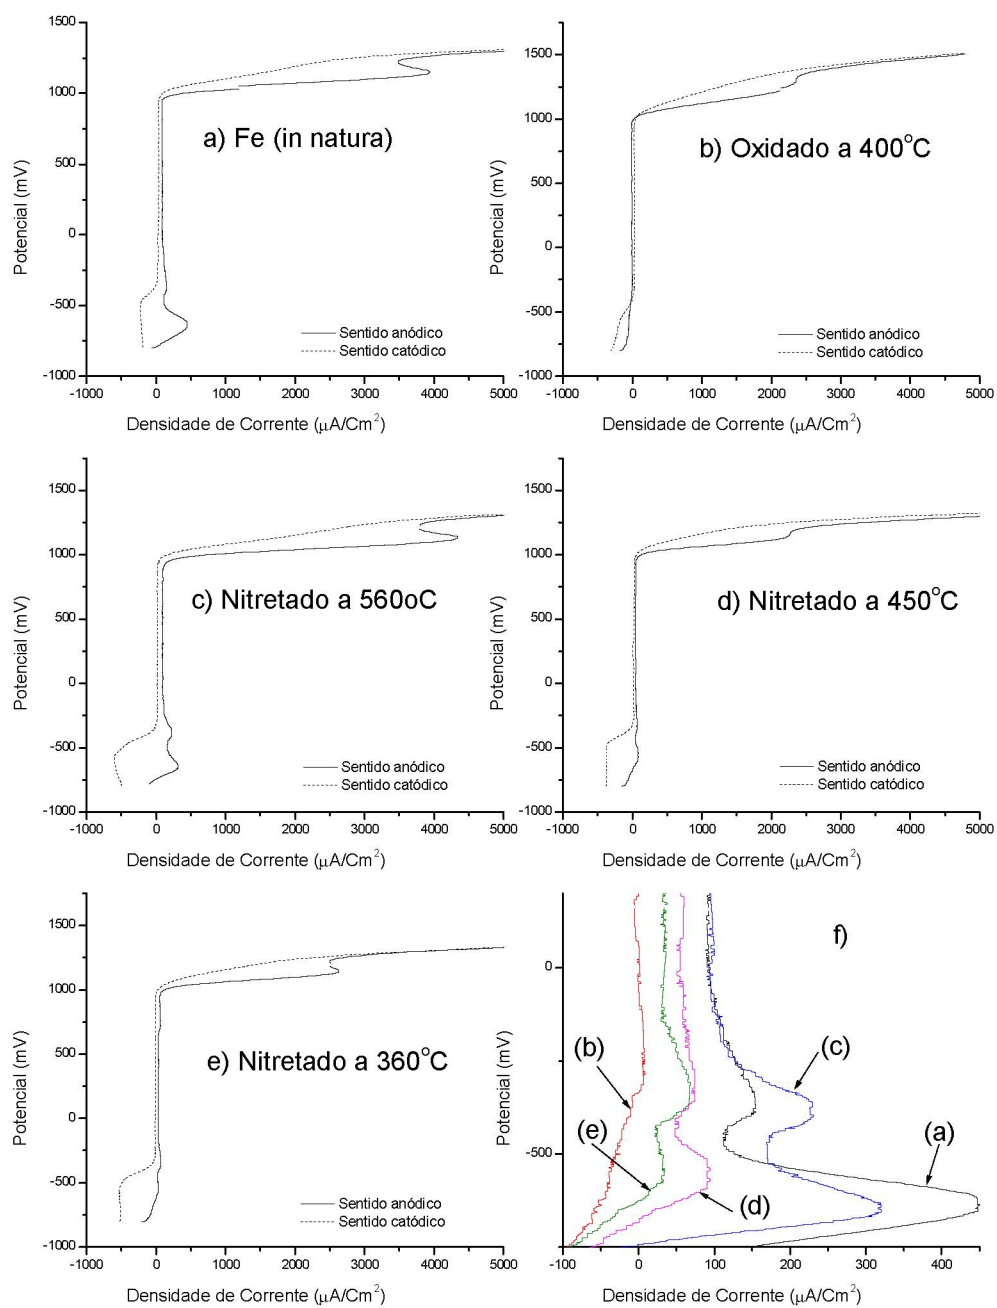 1500
1000
500
0
-500
-1000
Potencial (mV)
a) Fe (in natura)
Sentido anódico
Sentido catódico
-1000 0 1000 2000 3000 4000 5000
Densidade de Corrente (μA/Cm²)
1500
1000
500
0
-500
-1000
Potencial (mV)
b) Oxidado a 400°C
Sentido anódico
Sentido catódico
-1000 0 1000 2000 3000 4000 5000
Densidade de Corrente (μA/Cm²)
1500
1000
500
0
-500
-1000
Potencial (mV)
c) Nitretado a 560oC
Sentido anódico
Sentido catódico
-1000 0 1000 2000 3000 4000 5000
Densidade de Corrente (μA/Cm²)
1500
1000
500
0
-500
-1000
Potencial (mV)
d) Nitretado a 450°C
Sentido anódico
Sentido catódico
-1000 0 1000 2000 3000 4000 5000
Densidade de Corrente (μA/Cm²)
1500
1000
500
0
-500
-1000
Potencial (mV)
e) Nitretado a 360°C
Sentido anódico
Sentido catódico
-1000 0 1000 2000 3000 4000 5000
Densidade de Corrente (μA/Cm²)
f)
0
-500
Potencial (mV)
(b)
(c)
(e)
(a)
(d)
-100 0 100 200 300 400
Densidade de Corrente (μA/Cm²)